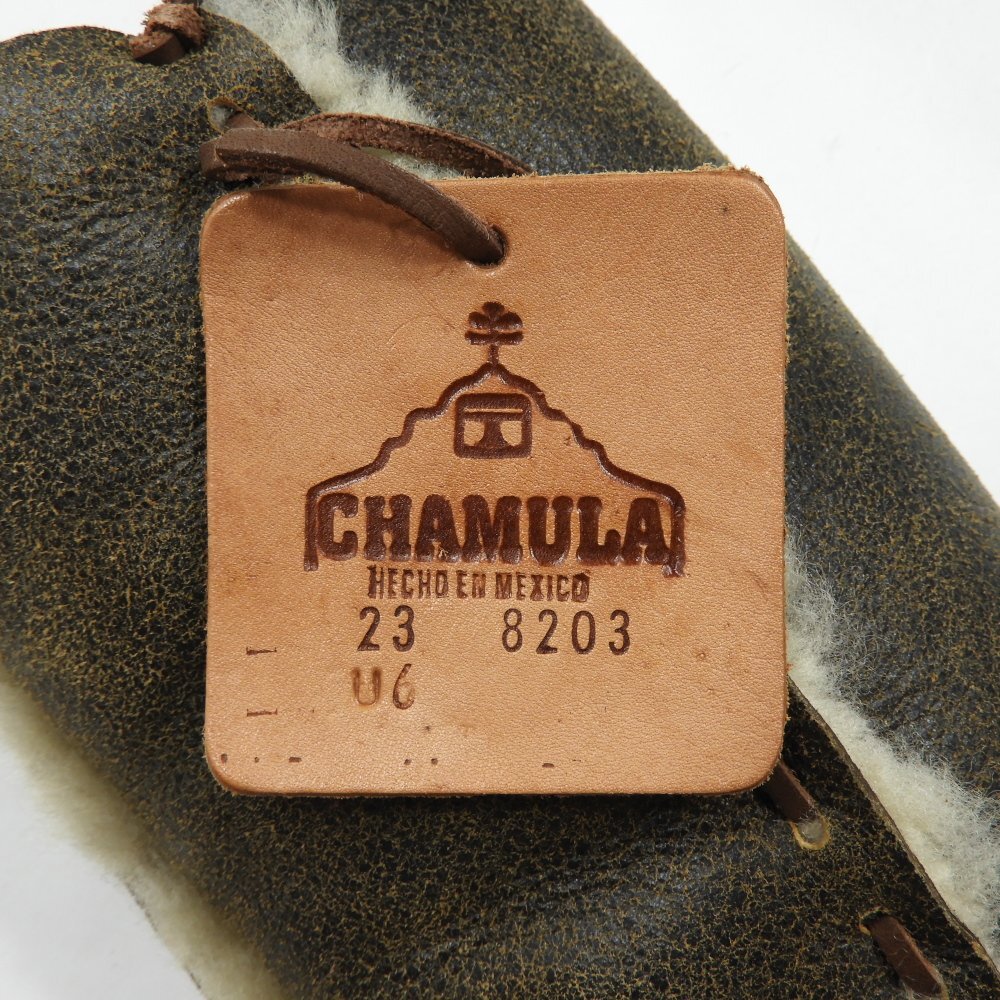 CHAMULA
HECHO EN MEXICO
23 8203
U6